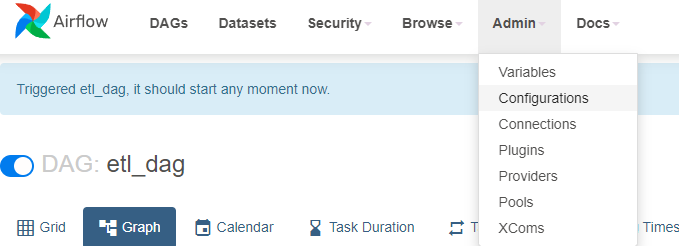 Airflow DAGs Datasets Security Browse Admin Docs
Variables
Triggered etl_dag, it should start any moment now.
Configurations
Connections
Plugins
DAG: etl_dag
Providers
Pools
Grid Graph Calendar Task Duration XComs Times